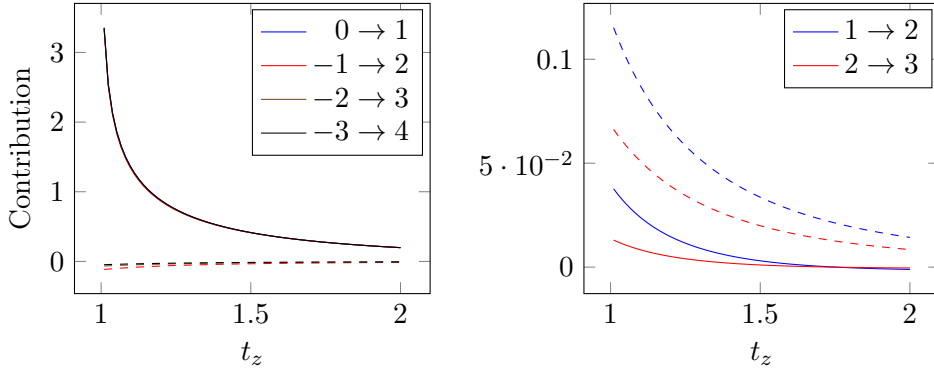 Contribution
3
2
1
0
1
1.5
2
t_z
0 → 1
−1 → 2
−2 → 3
−3 → 4
0.1
5 · 10^{−2}
0
1
1.5
2
t_z
1 → 2
2 → 3